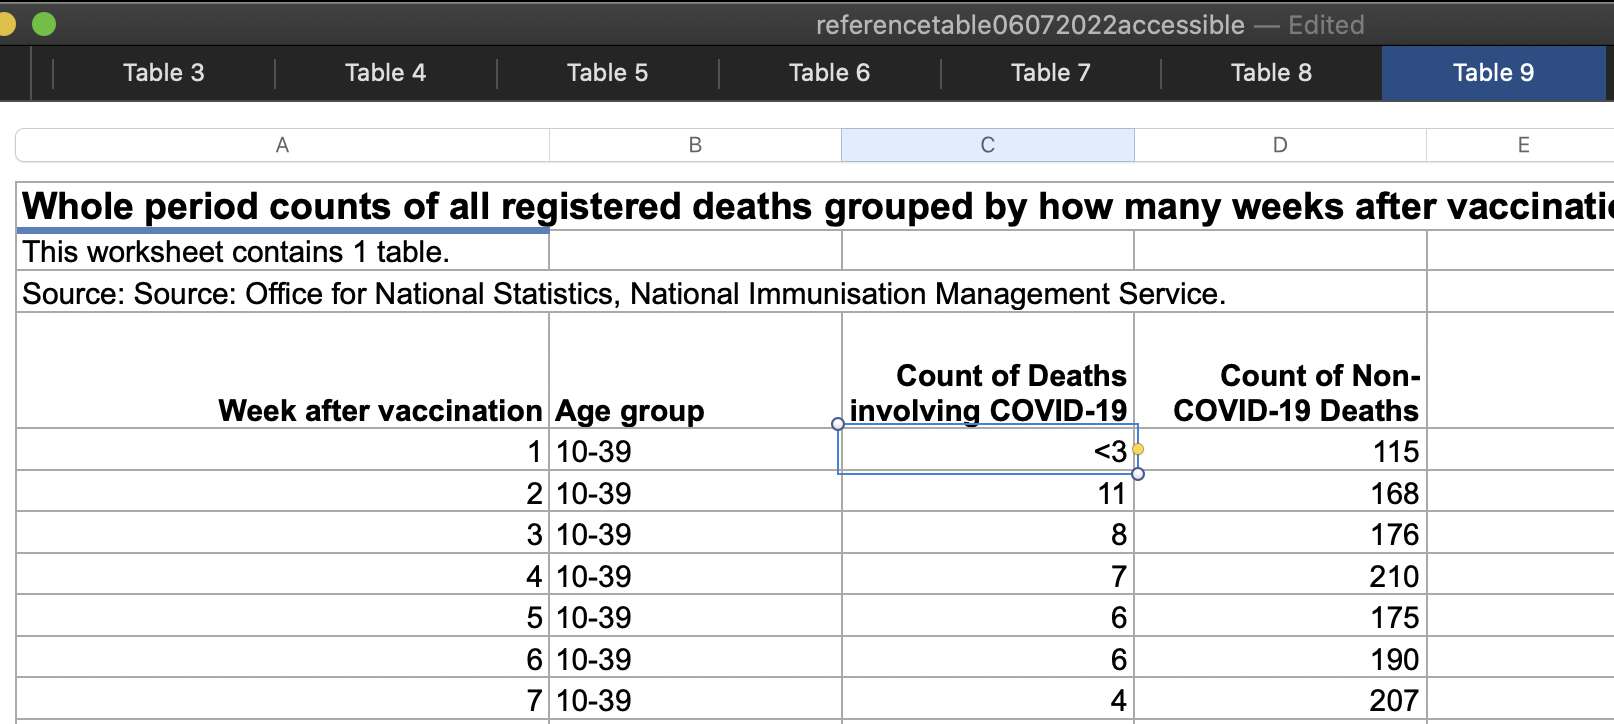 referencetable06072022accessible — Edited
Table 3 Table 4 Table 5 Table 6 Table 7 Table 8 Table 9
A B C D E
Whole period counts of all registered deaths grouped by how many weeks after
This worksheet contains 1 table.
Source: Source: Office for National Statistics, National Immunisation Management Service.
Week after vaccination Age group Count of Deaths involving COVID-19 Count of Non-COVID-19 Deaths
1 10-39 <3 115
2 10-39 11 168
3 10-39 8 176
4 10-39 7 210
5 10-39 6 175
6 10-39 6 190
7 10-39 4 207